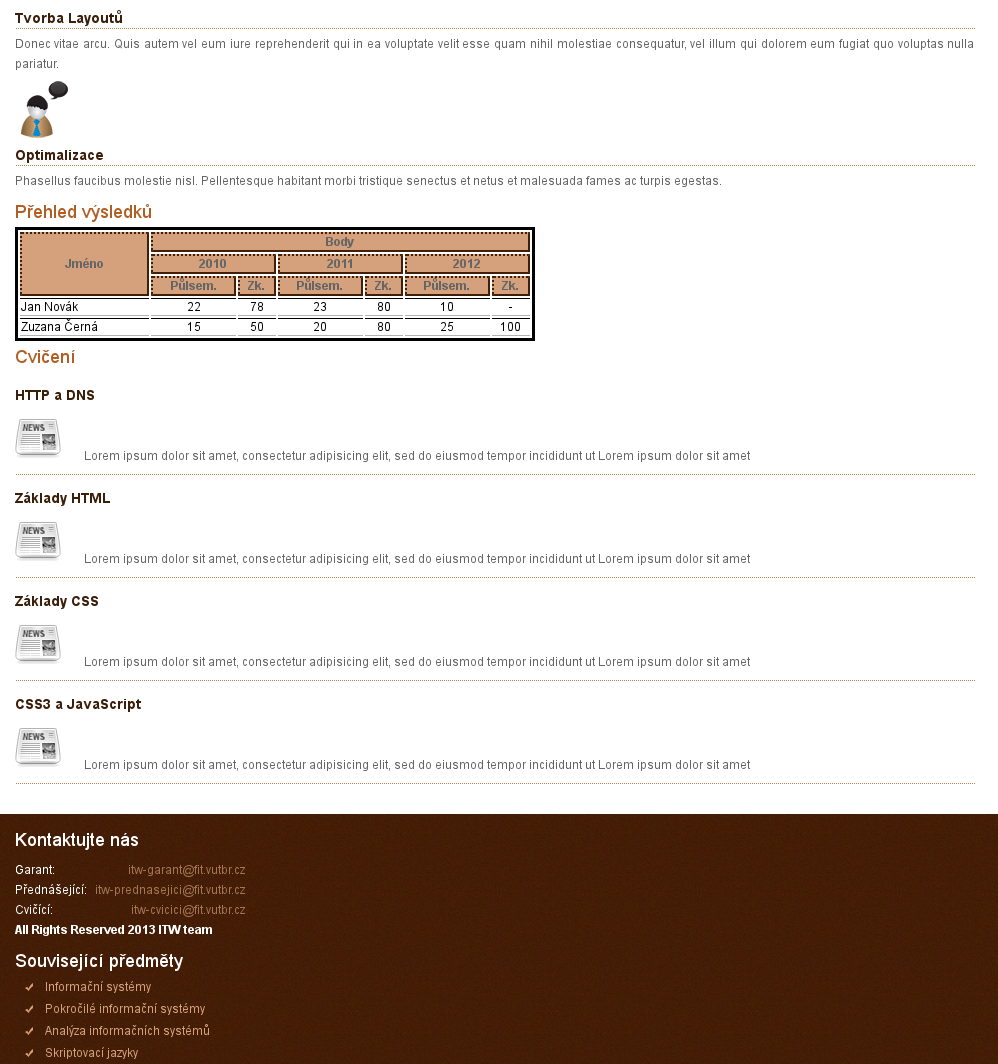 Tvorba Layoutů
Donec vitae arcu. Quis autem vel eum iure reprehenderit qui in ea voluptate velit esse quam nihil molestiae consequatur, vel illum qui dolorem eum fugiat quo voluptas nulla
pariatur.
Optimalizace
Phasellus faucibus molestie nisl. Pellentesque habitant morbi tristique senectus et netus et malesuada fames ac turpis egestas.
Přehled výsledků
Jméno Body
2010 2011 2012
Půlsem. Zk. Půlsem. Zk. Půlsem. Zk.
Jan Novák 22 78 23 80 10 -
Zuzana Černá 15 50 20 80 25 100
Cvičení
HTTP a DNS
NEWS
Lorem ipsum dolor sit amet, consectetur adipisicing elit, sed do eiusmod tempor incididunt ut Lorem ipsum dolor sit amet
Základy HTML
NEWS
Lorem ipsum dolor sit amet, consectetur adipisicing elit, sed do eiusmod tempor incididunt ut Lorem ipsum dolor sit amet
Základy CSS
NEWS
Lorem ipsum dolor sit amet, consectetur adipisicing elit, sed do eiusmod tempor incididunt ut Lorem ipsum dolor sit amet
CSS3 a JavaScript
NEWS
Lorem ipsum dolor sit amet, consectetur adipisicing elit, sed do eiusmod tempor incididunt ut Lorem ipsum dolor sit amet
Kontaktujte nás
Garant: itw-garant@fit.vutbr.cz
Přednášející: itw-prednasejici@fit.vutbr.cz
Cvičící: itw-cvicici@fit.vutbr.cz
All Rights Reserved 2013 ITW team
Související předměty
Informační systémy
Pokročilé informační systémy
Analýza informačních systémů
Skriptovací jazyky